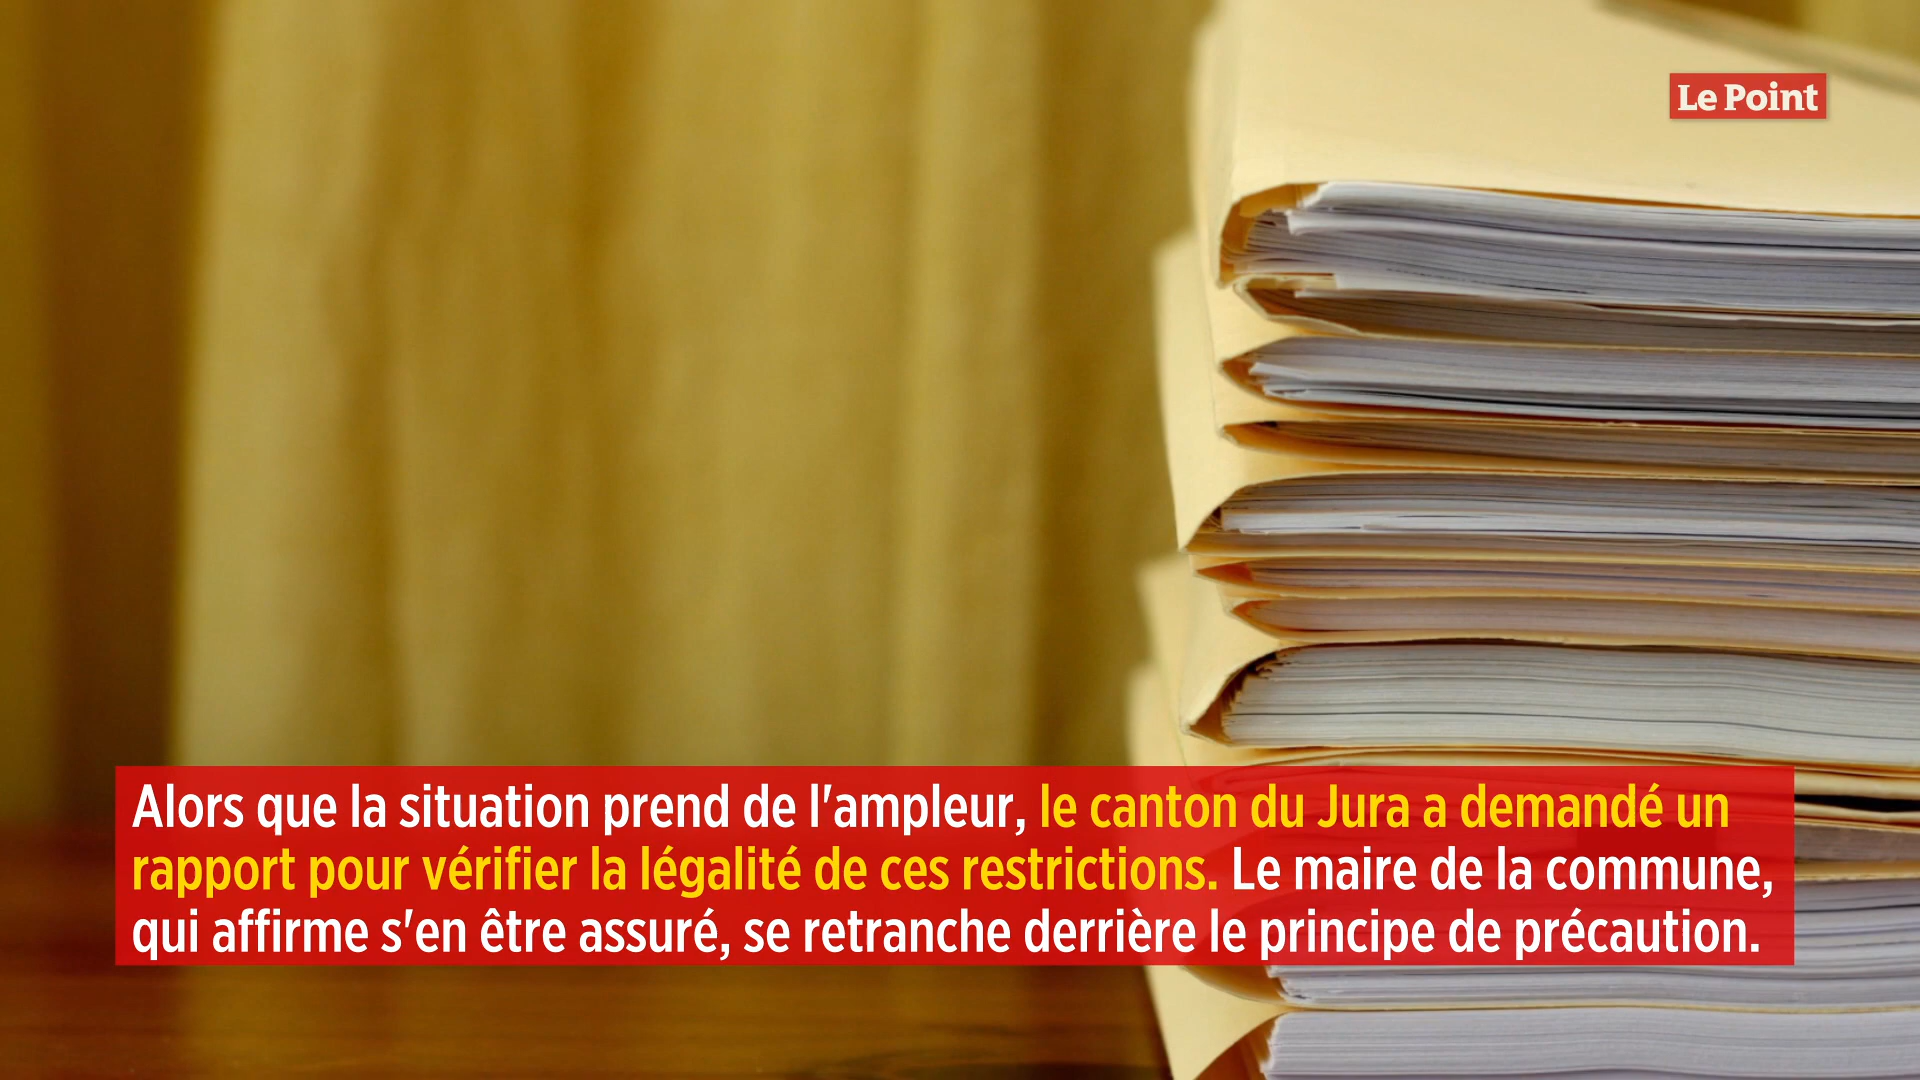 Le Point
Alors que la situation prend de l'ampleur, le canton du Jura a demandé un
rapport pour vérifier la légalité de ces restrictions. Le maire de la commune,
qui affirme s'en être assuré, se retranche derrière le principe de précaution.